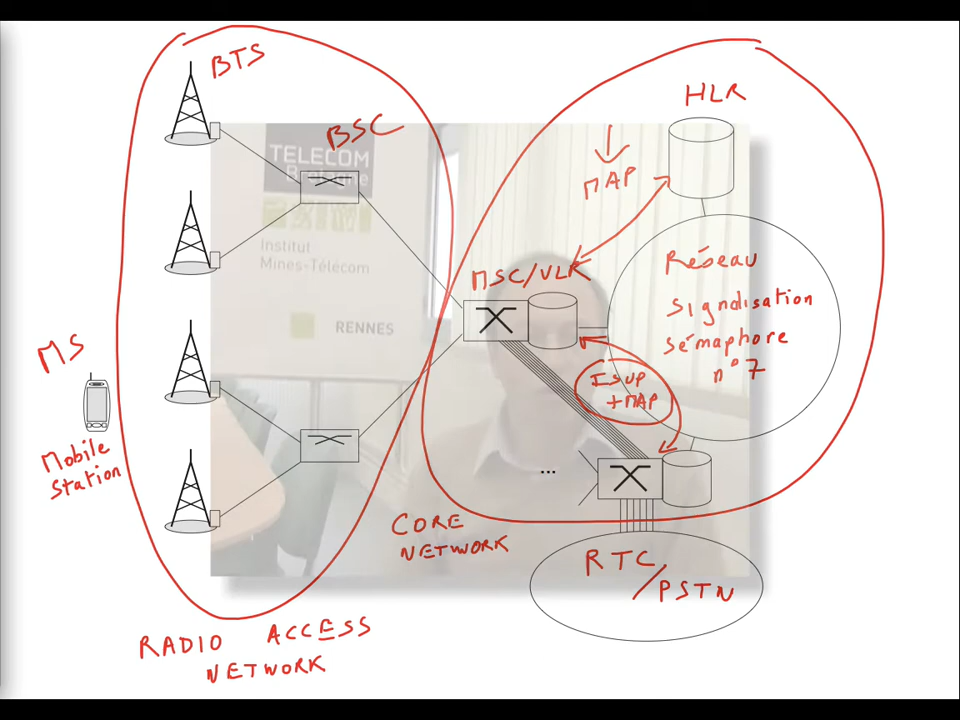 BTS
BSC
HLR
MAP
TELECOM
Bretagne
Institut
Mines-Télécom
RENNES
MSC/VLR
Réseau
signalisation
sémaphore
n° 7
ISUP
+MAP
MS
Mobile
Station
...
CORE
NETWORK
RTC
/PSTN
RADIO ACCESS
NETWORK